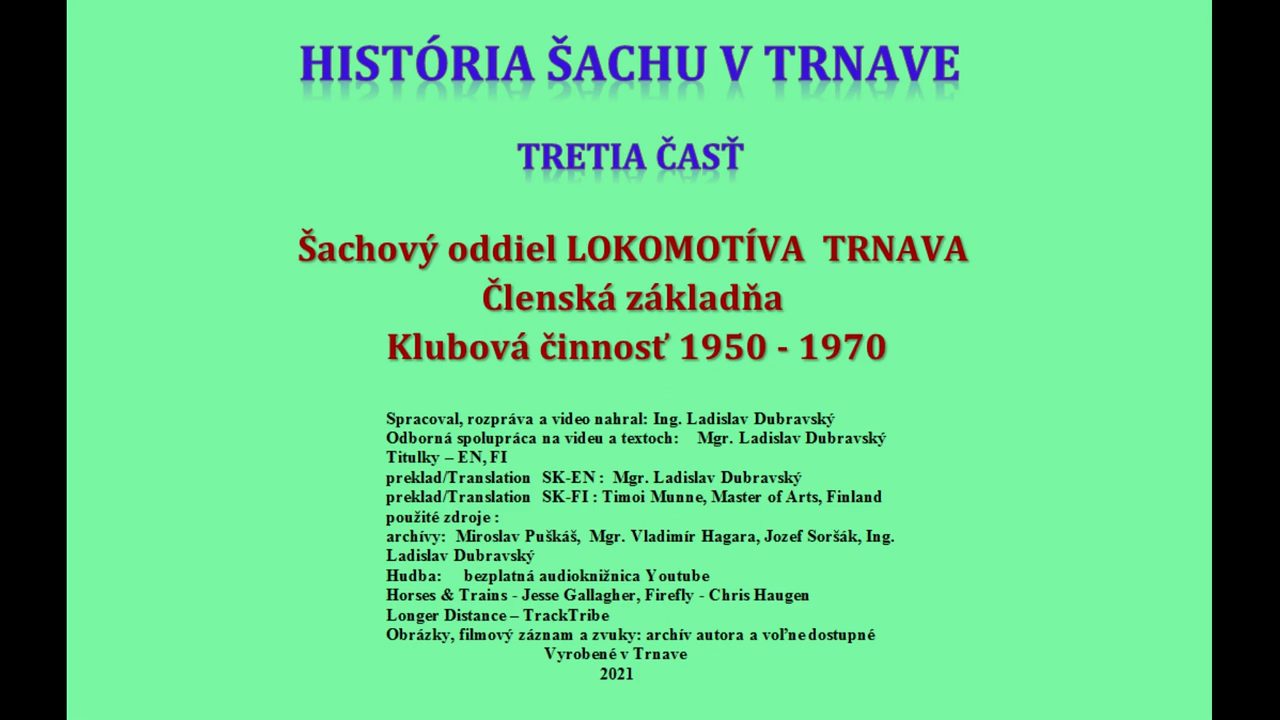 HISTÓRIA ŠACHU V TRNAVE
TRETIA ČASŤ
Šachový oddiel LOKOMOTÍVA TRNAVA
Členská základňa
Klubová činnosť 1950 - 1970
Spracoval, rozpráva a video nahral: Ing. Ladislav Dubravský
Odborná spolupráca na videu a textoch: Mgr. Ladislav Dubravský
Titulky – EN, FI
preklad/Translation SK-EN : Mgr. Ladislav Dubravský
preklad/Translation SK-FI : Timoi Munne, Master of Arts, Finland
použité zdroje :
archívy: Miroslav Puškáš, Mgr. Vladimír Hagara, Jozef Soršák, Ing.
Ladislav Dubravský
Hudba: bezplatná audioknižnica Youtube
Horses & Trains - Jesse Gallagher, Firefly - Chris Haugen
Longer Distance – TrackTribe
Obrázky, filmový záznam a zvuky: archív autora a voľne dostupné
Vyrobené v Trnave
2021